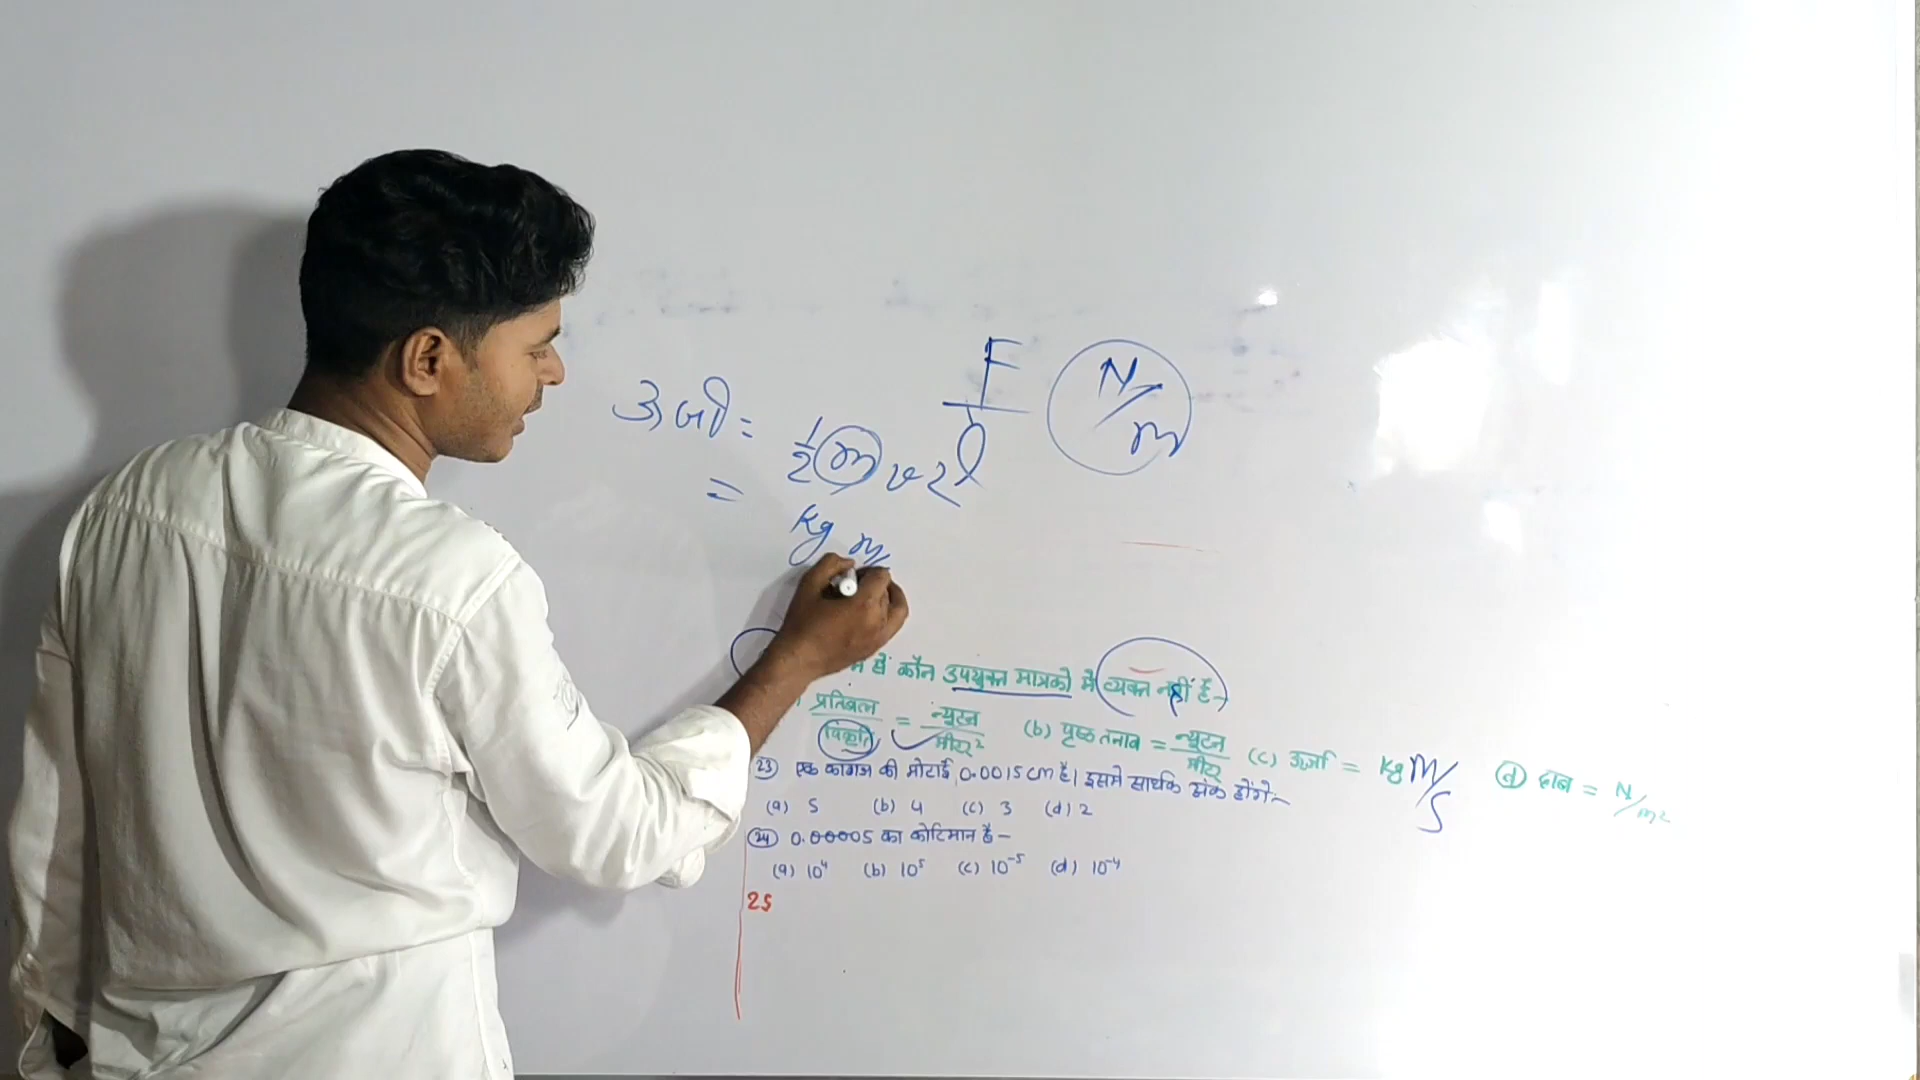 F/l N/m
ऊर्जा = 1/2 m v²
=
kg m/
में से कौन उपयुक्त मात्रको में व्यक्त नहीं है-
प्रतिबल/विकृति = न्यूटन/मीटर² (b) पृष्ठ तनाव = न्यूटन/मीटर (c) ऊर्जा = kg m/s (d) दाब = N/m²
23) एक कागज की मोटाई 0.0015 cm है। इसमे सार्थक अंक होंगे:-
(a) 5 (b) 4 (c) 3 (d) 2
24) 0.00005 का कोटिमान है-
(a) 10⁴ (b) 10⁵ (c) 10⁻⁵ (d) 10⁻⁴
25